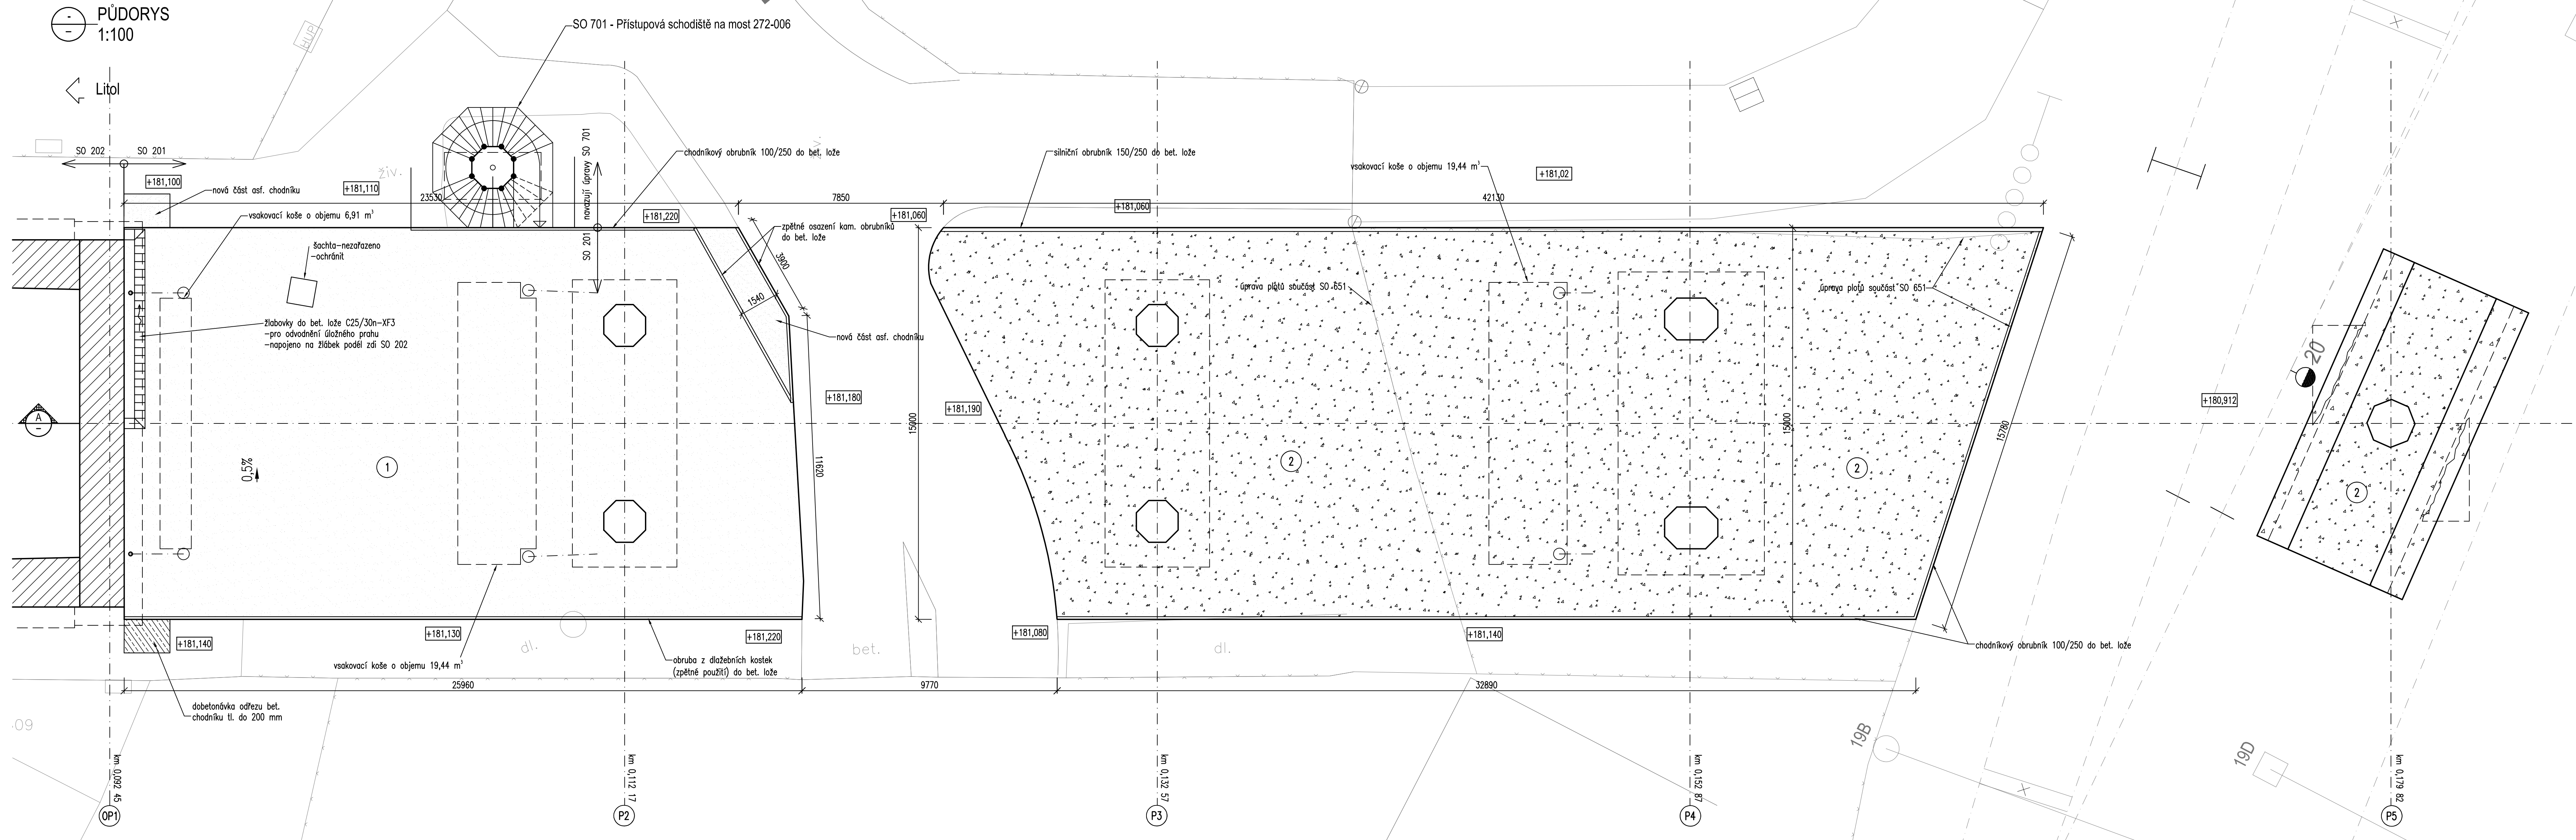 PŮDORYS
1:100
-
-
SO 701 - Přístupová schodiště na most 272-006
HUP
Litol
SO 202
SO 201
+181,100
nová část asf. chodníku
+181,110
živ.
23530
vsakovací koše o objemu 6,91 m³
šachta-nezařazeno
-ochránit
žlabovky do bet. lože C25/30n-XF3
-pro odvodnění úložného prahu
-napojeno na žlábek podél zdi SO 202
navazují úpravy SO 701
SO 201
chodníkový obrubník 100/250 do bet. lože
+181,220
zpětné osazení kam. obrubníků
do bet. lože
7850
3900
1540
nová část asf. chodníku
+181,060
silniční obrubník 150/250 do bet. lože
+181,060
vsakovací koše o objemu 19,44 m³
+181,02
42130
úprava plotů součást SO 651
úprava plotů součást SO 651
+181,180
+181,190
15000
15000
15780
11620
A
-
0,5%
1
2
2
2
20
+180,912
+181,140
+181,130
+181,220
+181,080
+181,140
vsakovací koše o objemu 19,44 m³
obruba z dlažebních kostek
(zpětné použití) do bet. lože
dl.
bet.
dl.
chodníkový obrubník 100/250 do bet. lože
25960
9770
32890
dobetonávka odřezu bet.
chodníku tl. do 200 mm
-09
19B
19D
km 0,092 45
km 0,112 17
km 0,132 57
km 0,152 87
km 0,179 82
OP1
P2
P3
P4
P5